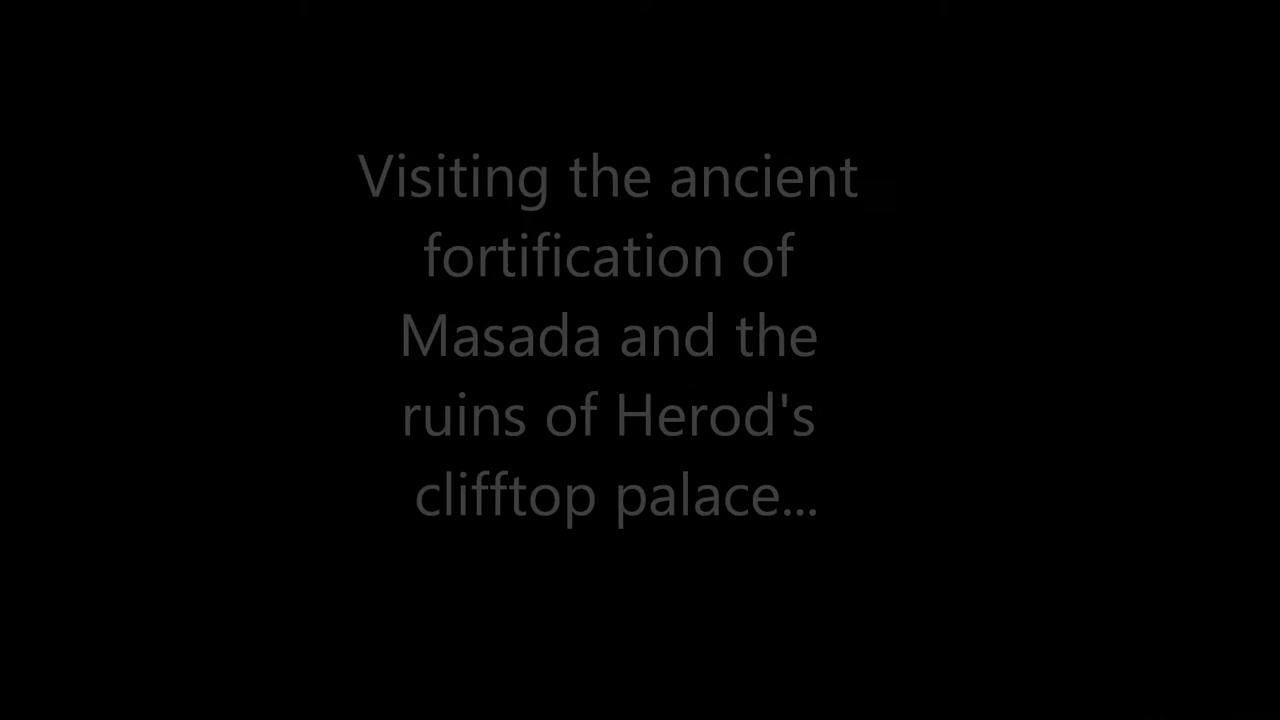 Visiting the ancient
fortification of
Masada and the
ruins of Herod's
clifftop palace...